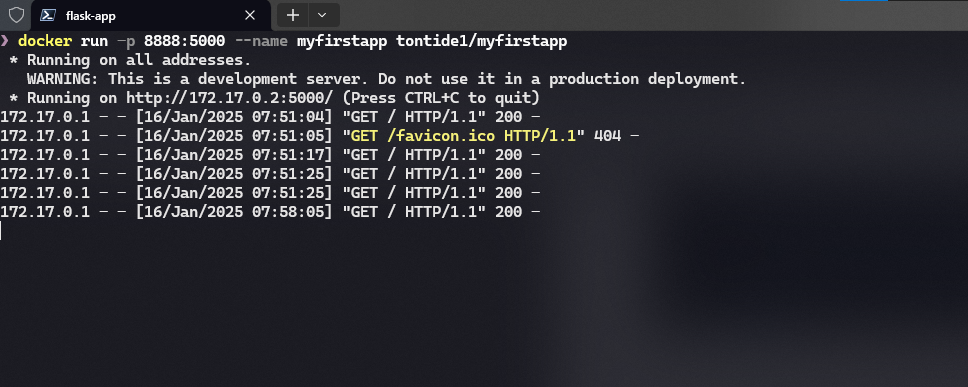 flask-app
❯ docker run -p 8888:5000 --name myfirstapp tontide1/myfirstapp
* Running on all addresses.
WARNING: This is a development server. Do not use it in a production deployment.
* Running on http://172.17.0.2:5000/ (Press CTRL+C to quit)
172.17.0.1 - - [16/Jan/2025 07:51:04] "GET / HTTP/1.1" 200 -
172.17.0.1 - - [16/Jan/2025 07:51:05] "GET /favicon.ico HTTP/1.1" 404 -
172.17.0.1 - - [16/Jan/2025 07:51:17] "GET / HTTP/1.1" 200 -
172.17.0.1 - - [16/Jan/2025 07:51:25] "GET / HTTP/1.1" 200 -
172.17.0.1 - - [16/Jan/2025 07:51:25] "GET / HTTP/1.1" 200 -
172.17.0.1 - - [16/Jan/2025 07:58:05] "GET / HTTP/1.1" 200 -